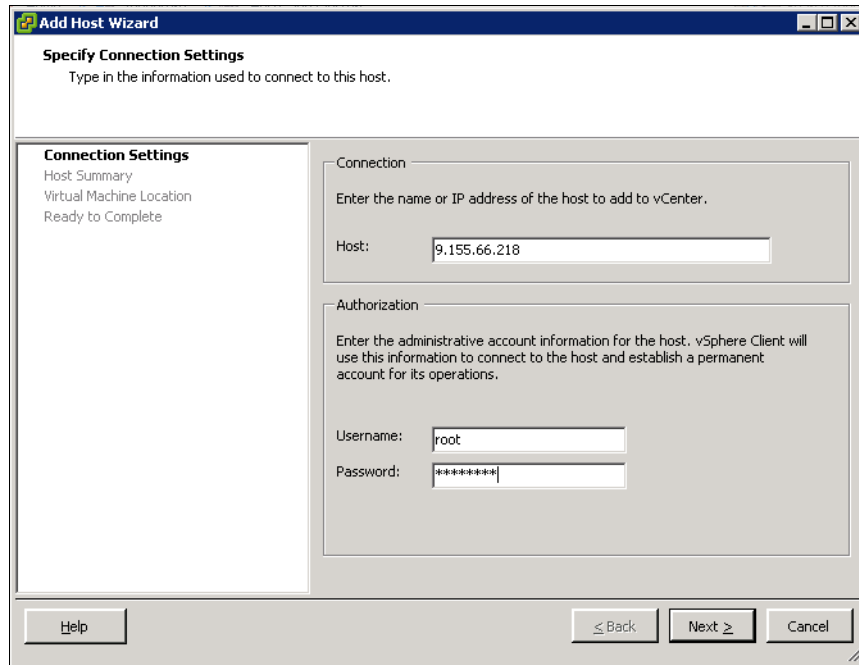 Add Host Wizard
Specify Connection Settings
Type in the information used to connect to this host.
Connection Settings
Host Summary
Virtual Machine Location
Ready to Complete
Connection
Enter the name or IP address of the host to add to vCenter.
Host: 9.155.66.218
Authorization
Enter the administrative account information for the host. vSphere Client will
use this information to connect to the host and establish a permanent
account for its operations.
Username: root
Password: ********
Help
< Back
Next >
Cancel